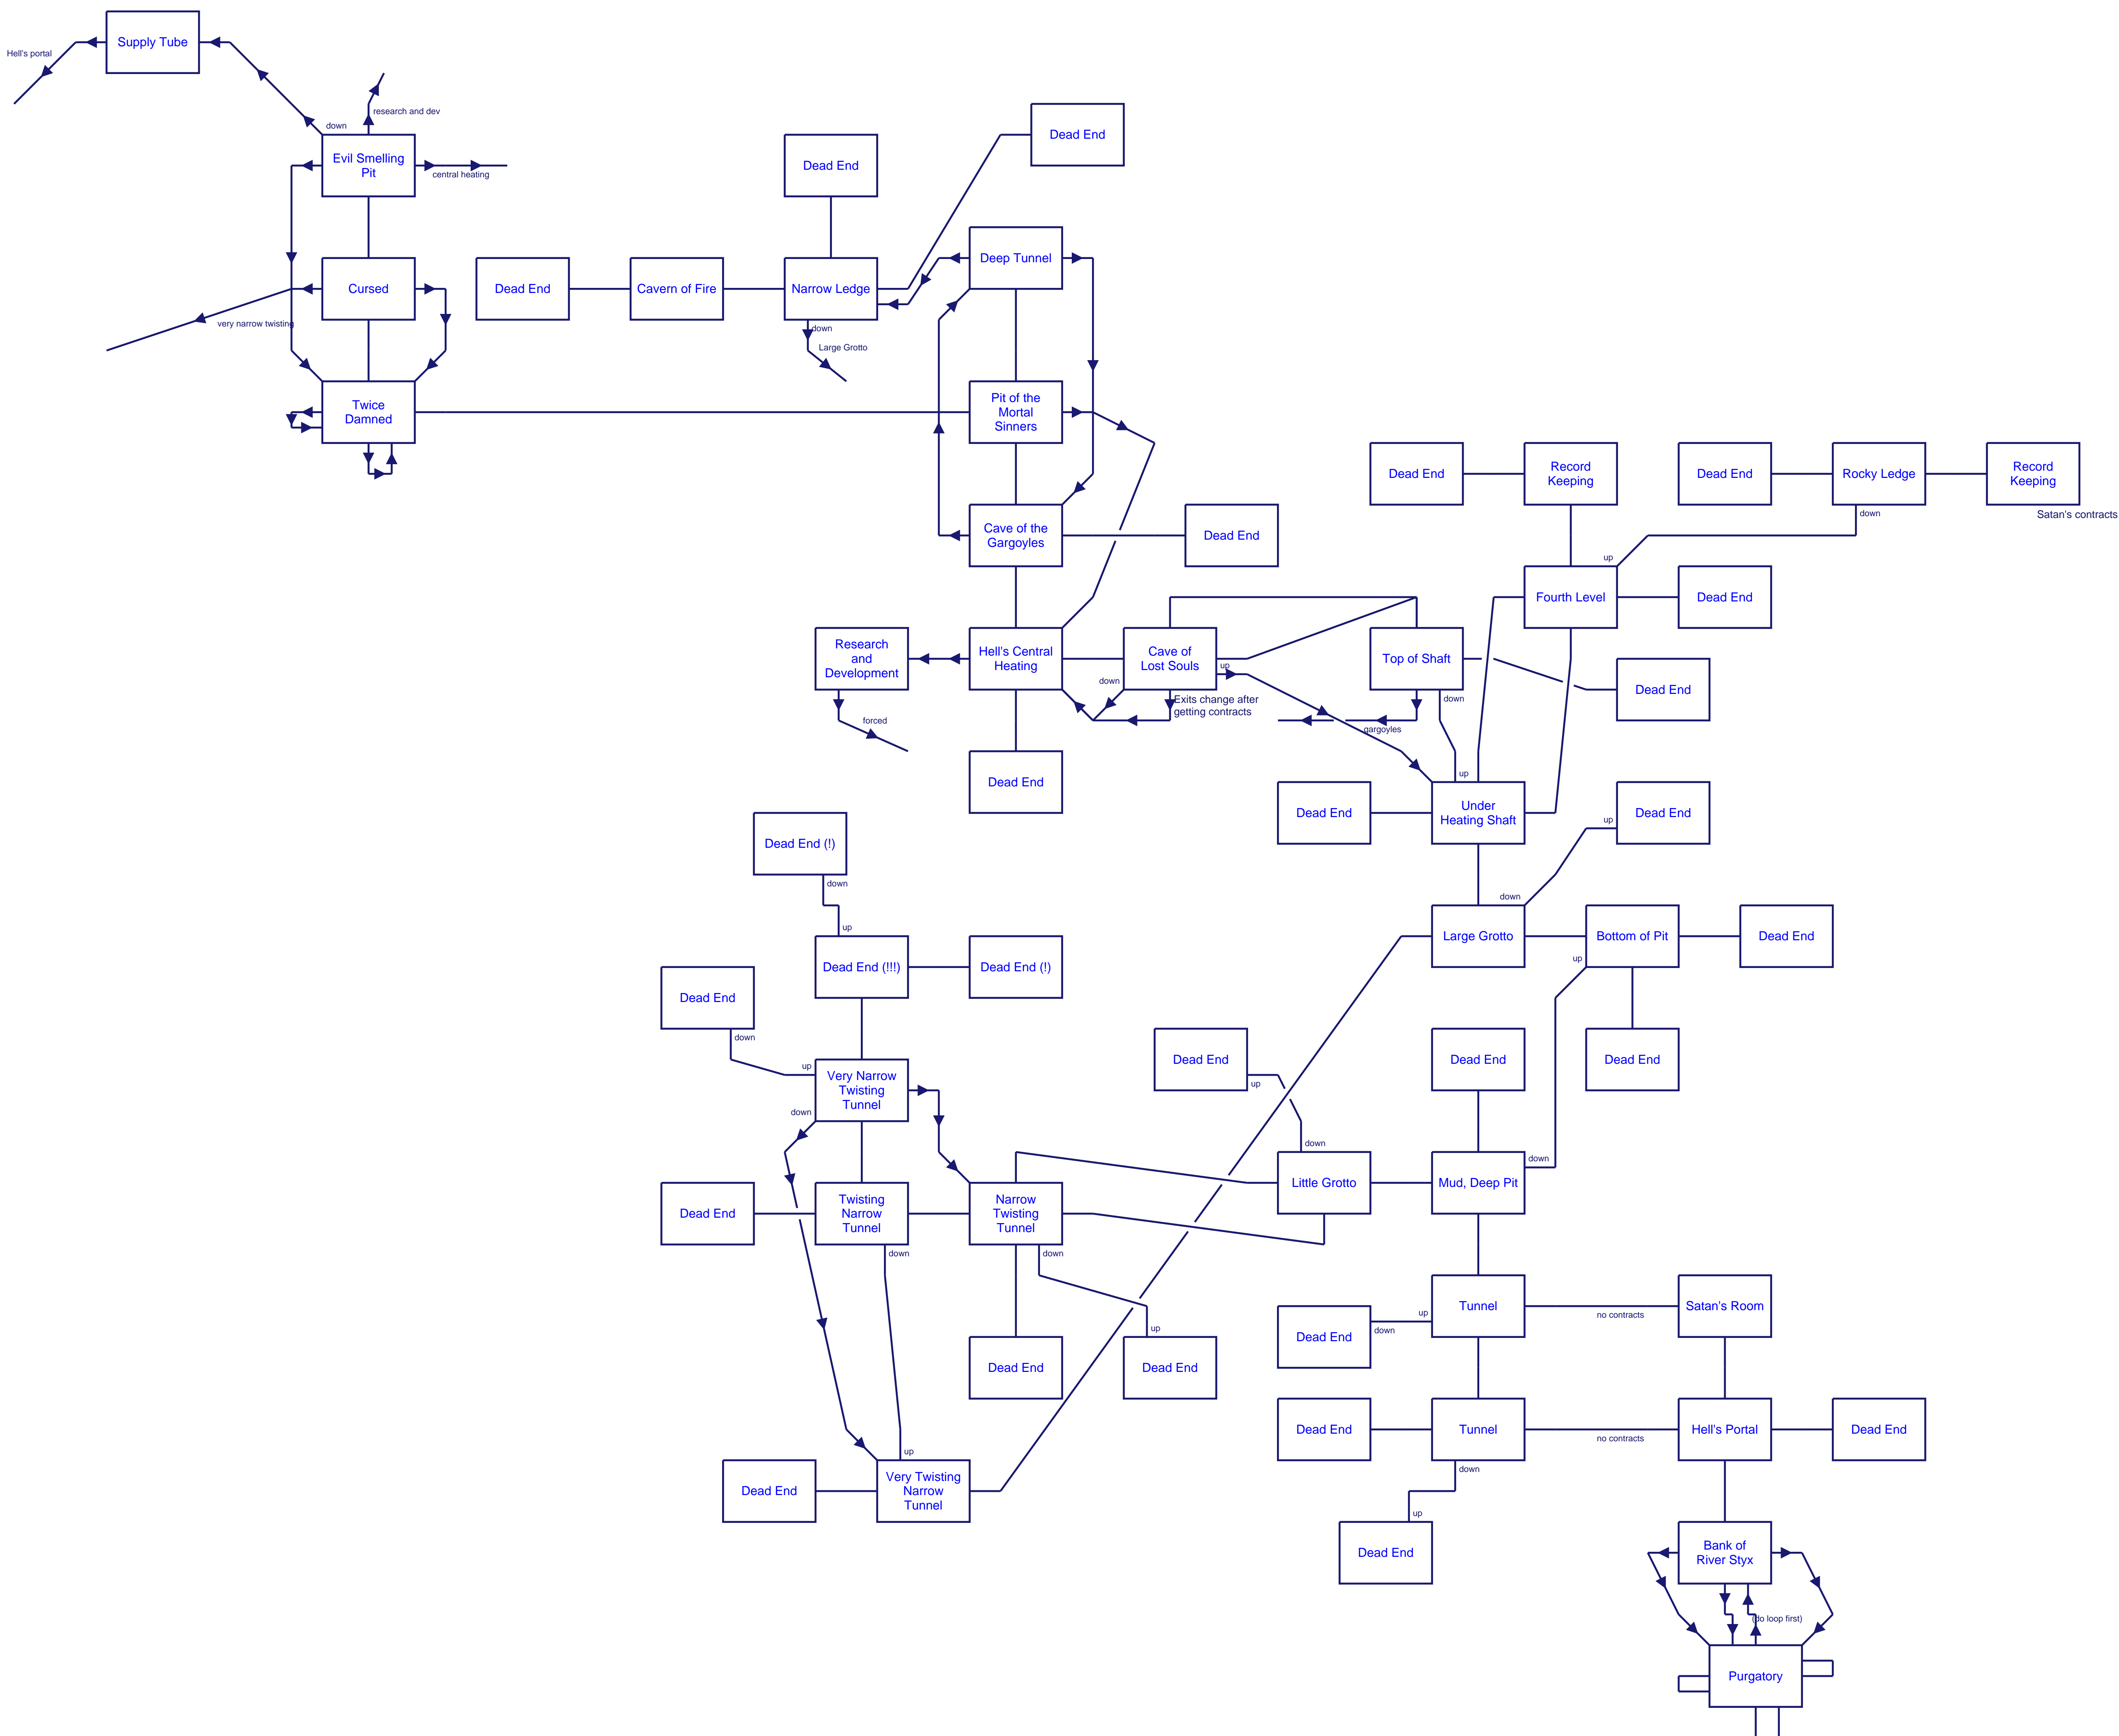 Supply Tube
Hell's portal
research and dev
down
Evil Smelling
Pit
central heating
Dead End
Dead End
Deep Tunnel
Cursed
Dead End
Cavern of Fire
Narrow Ledge
very narrow twisting
down
Large Grotto
Twice
Damned
Pit of the
Mortal
Sinners
Dead End
Record
Keeping
Dead End
Rocky Ledge
Record
Keeping
down
Satan's contracts
Cave of the
Gargoyles
Dead End
up
Fourth Level
Dead End
Research
and
Development
Hell's Central
Heating
Cave of
Lost Souls
up
down
Top of Shaft
Dead End
Exits change after
getting contracts
down
forced
gargoyles
up
Dead End
Dead End
Under
Heating Shaft
up
Dead End
Dead End (!)
down
down
up
Large Grotto
Bottom of Pit
Dead End
up
Dead End (!!!)
Dead End (!)
Dead End
down
up
Very Narrow
Twisting
Tunnel
down
Dead End
up
Dead End
Dead End
down
down
Little Grotto
Mud, Deep Pit
Dead End
Twisting
Narrow
Tunnel
Narrow
Twisting
Tunnel
down
down
up
Dead End
down
up
Tunnel
no contracts
Satan's Room
Dead End
Dead End
Dead End
Tunnel
no contracts
Hell's Portal
Dead End
up
down
Dead End
Very Twisting
Narrow
Tunnel
up
Dead End
Bank of
River Styx
(do loop first)
Purgatory